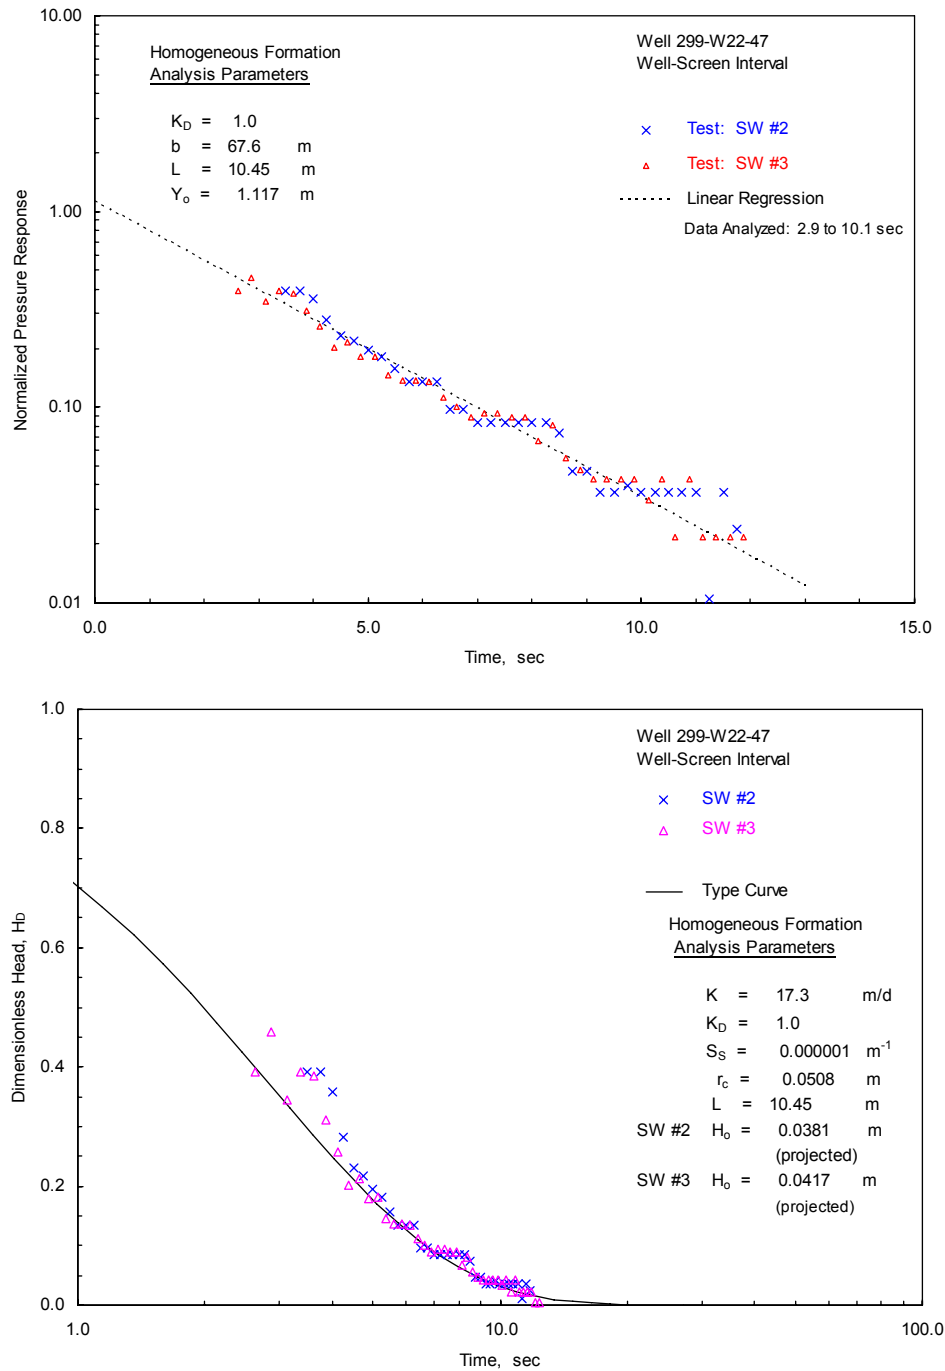 10.00
1.00
0.10
0.01
Normalized Pressure Response
Homogeneous Formation
Analysis Parameters
K_D = 1.0
b = 67.6 m
L = 10.45 m
Y_o = 1.117 m
Well 299-W22-47
Well-Screen Interval
Test: SW #2
Test: SW #3
Linear Regression
Data Analyzed: 2.9 to 10.1 sec
0.0 5.0 10.0 15.0
Time, sec
1.0
0.8
0.6
0.4
0.2
0.0
Dimensionless Head, H_D
Well 299-W22-47
Well-Screen Interval
SW #2
SW #3
Type Curve
Homogeneous Formation
Analysis Parameters
K = 17.3 m/d
K_D = 1.0
S_S = 0.000001 m^-1
r_c = 0.0508 m
L = 10.45 m
SW #2 H_o = 0.0381 m
(projected)
SW #3 H_o = 0.0417 m
(projected)
1.0 10.0 100.0
Time, sec